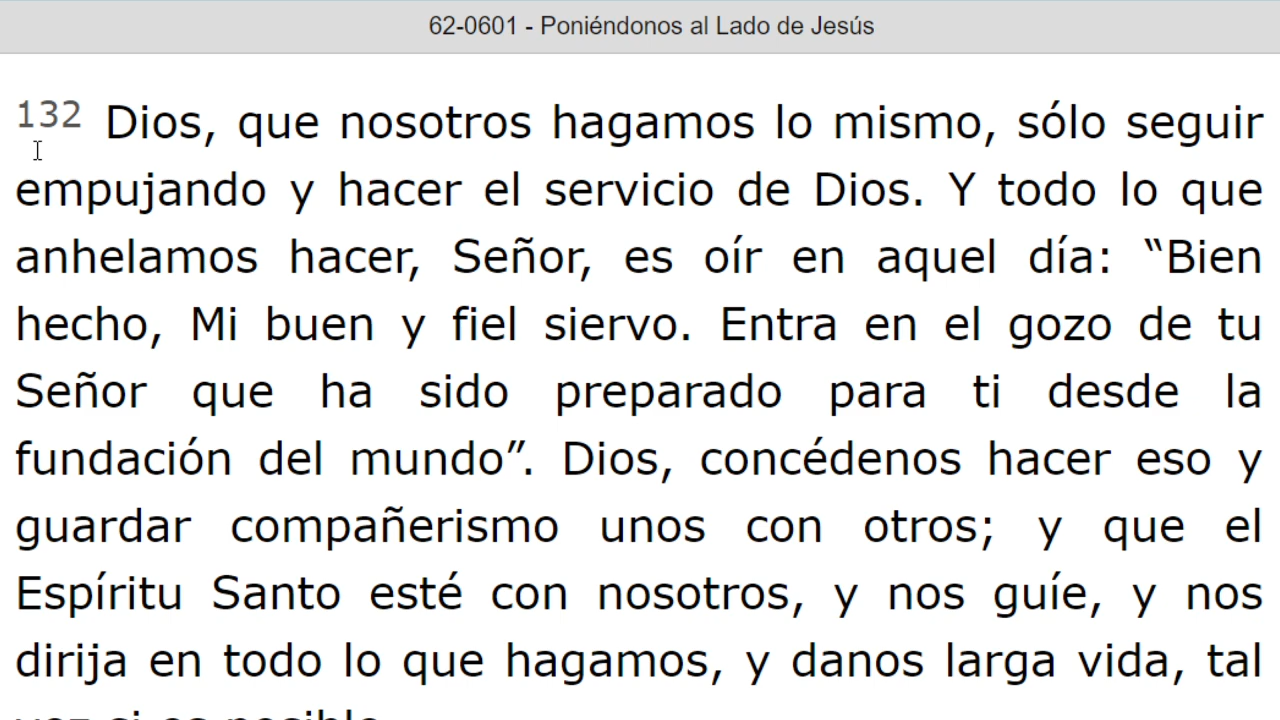 62-0601 - Poniéndonos al Lado de Jesús
132 Dios, que nosotros hagamos lo mismo, sólo seguir
empujando y hacer el servicio de Dios. Y todo lo que
anhelamos hacer, Señor, es oír en aquel día: “Bien
hecho, Mi buen y fiel siervo. Entra en el gozo de tu
Señor que ha sido preparado para ti desde la
fundación del mundo”. Dios, concédenos hacer eso y
guardar compañerismo unos con otros; y que el
Espíritu Santo esté con nosotros, y nos guíe, y nos
dirija en todo lo que hagamos, y danos larga vida, tal
vez si es posible